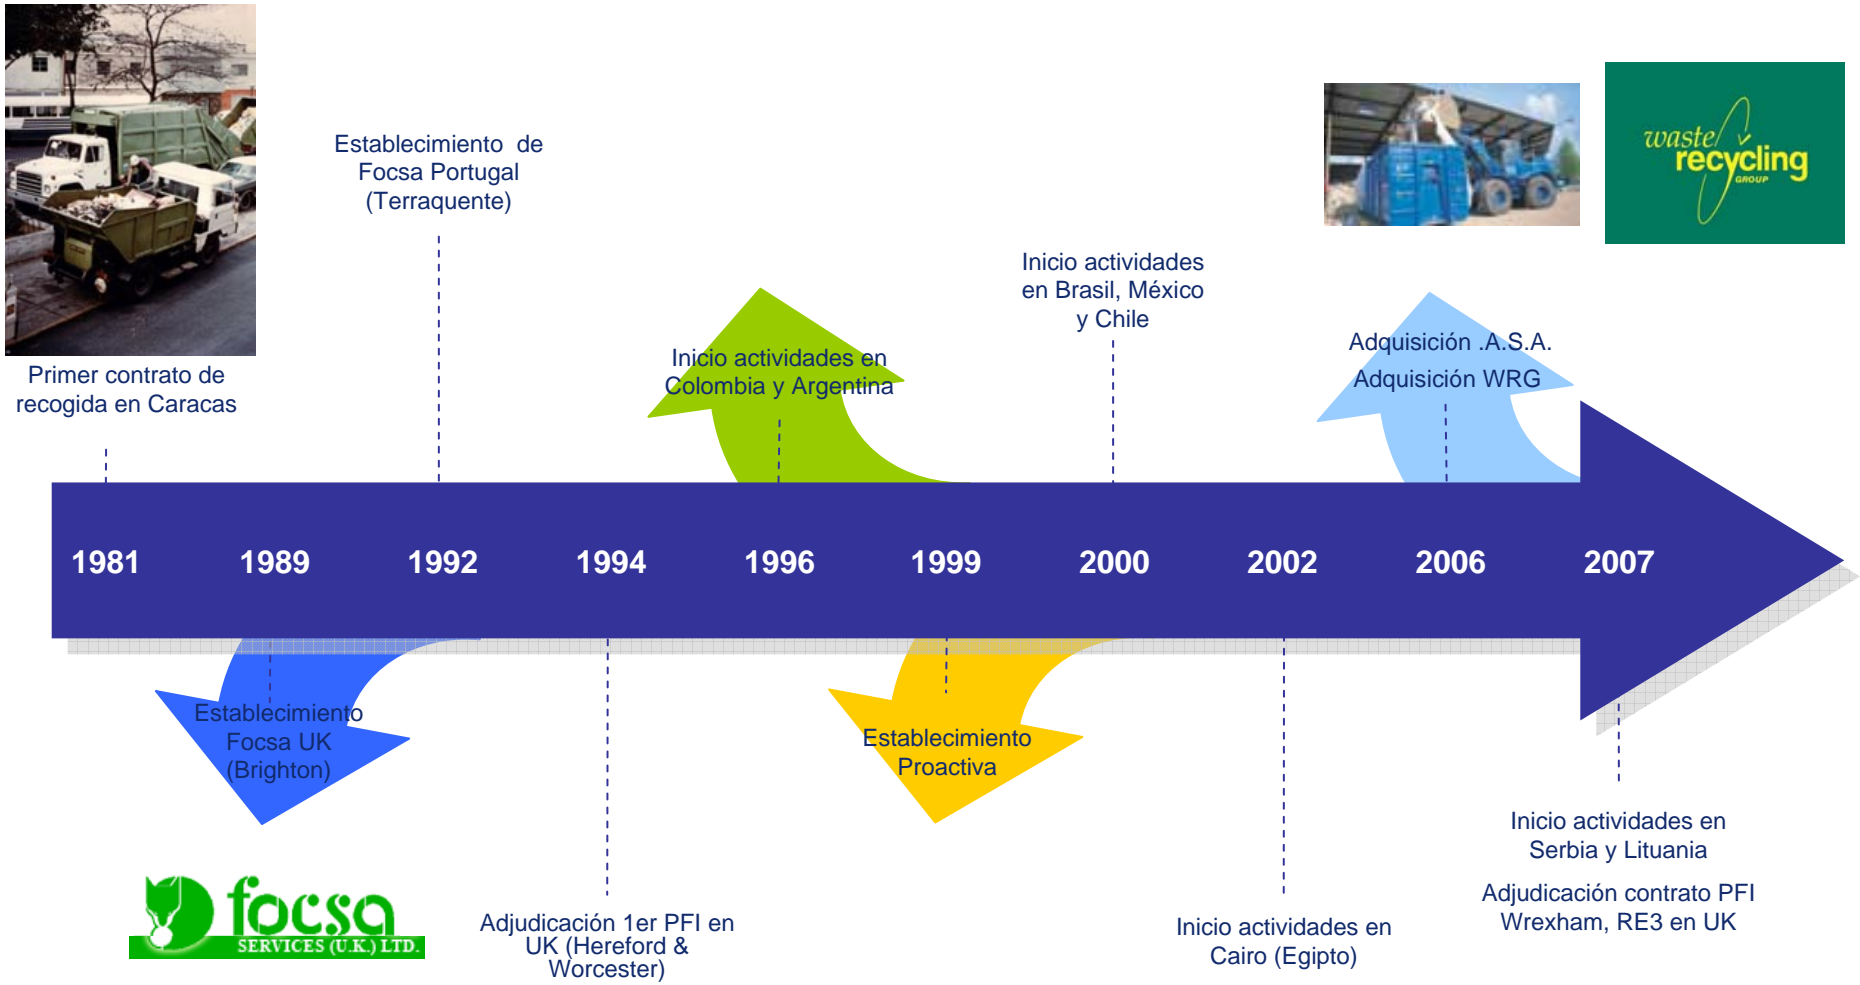 waste
recycling
GROUP
Establecimiento de
Focsa Portugal
(Terraquente)
Inicio actividades
en Brasil, México
y Chile
Inicio actividades en
Colombia y Argentina
Adquisición .A.S.A.
Adquisición WRG
Primer contrato de
recogida en Caracas
1981 1989 1992 1994 1996 1999 2000 2002 2006 2007
Establecimiento
Focsa UK
(Brighton)
Establecimiento
Proactiva
Inicio actividades en
Serbia y Lituania
Adjudicación contrato PFI
Wrexham, RE3 en UK
focsa
SERVICES (U.K.) LTD.
Adjudicación 1er PFI en
UK (Hereford &
Worcester)
Inicio actividades en
Cairo (Egipto)